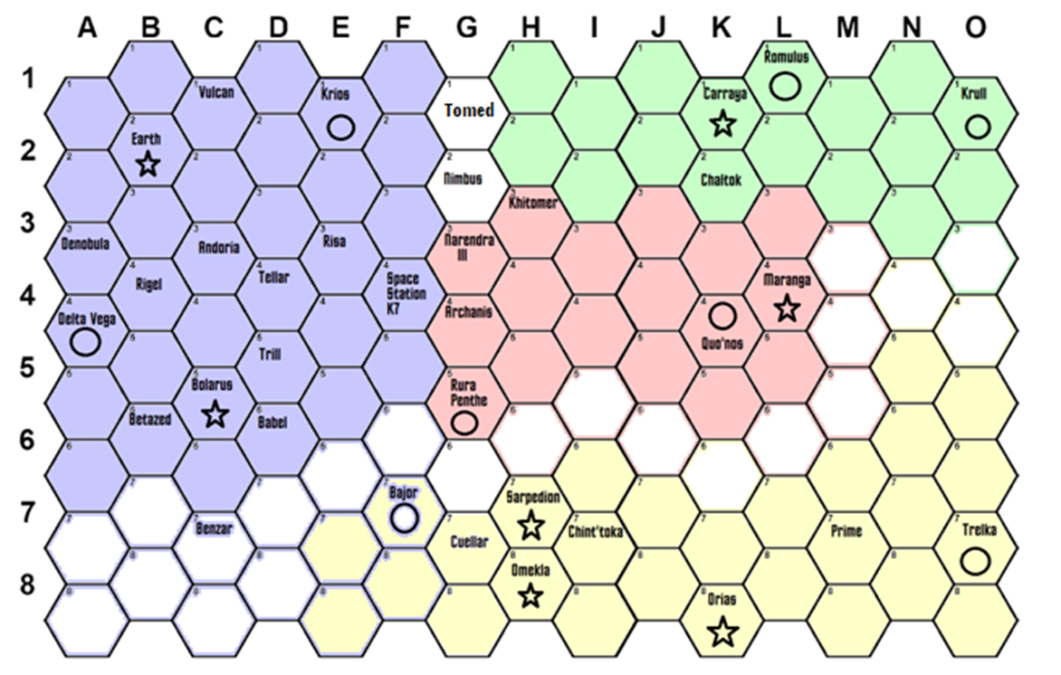 A B C D E F G H I J K L M N O
1
Romulus
Vulcan
Krios
Carraya
Krull
Tomed
Earth
2
Nimbus
Chaltok
Khitomer
3
Denobula
Andoria
Risa
Narendra
III
Rigel
Tellar
Space
Station
K7
Maranga
4
Delta Vega
Archanis
Quo'nos
Trill
5
Bolarus
Rura
Penthe
Betazed
Babel
6
Bajor
Sarpedion
7
Benzar
Cuellar
Chint'toka
Prime
Trelka
Omekla
8
Orias